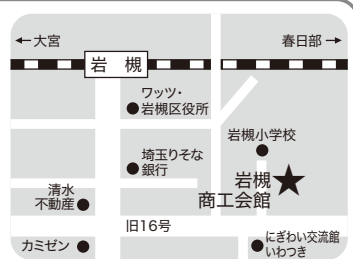 ←大宮
春日部→
岩槻
ワッツ・
岩槻区役所
岩槻小学校
埼玉りそな
銀行
岩槻
商工会館
清水
不動産
旧16号
カミゼン
にぎわい交流館
いわつき